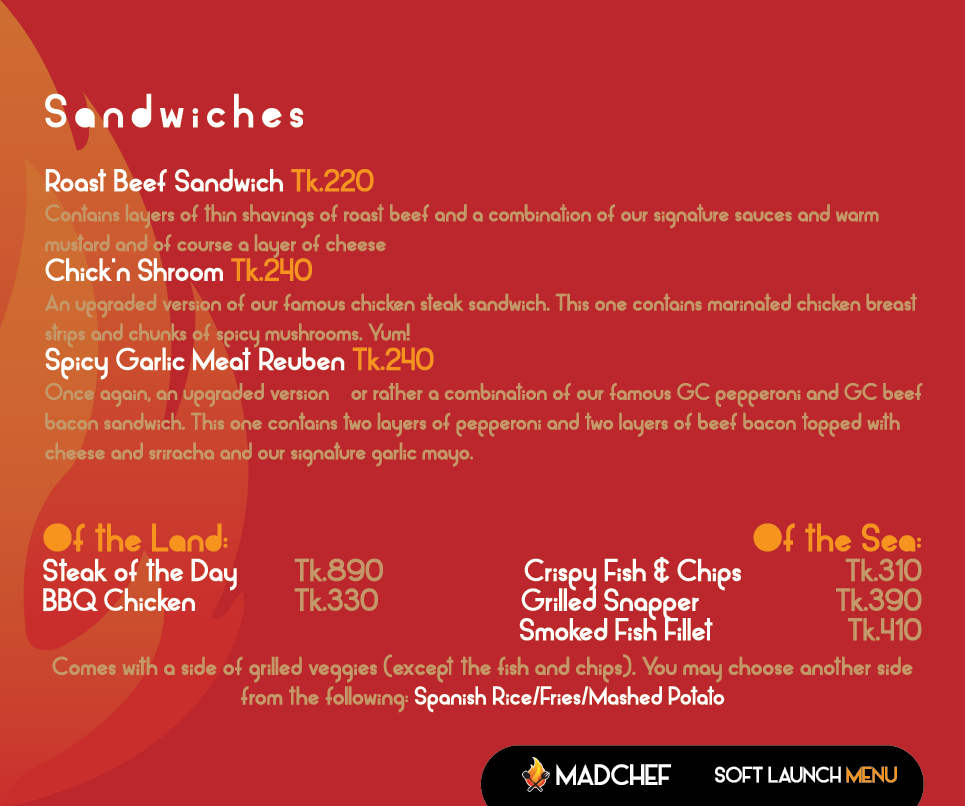 Sandwiches
Roast Beef Sandwich Tk.220
Contains layers of thin shavings of roast beef and a combination of our signature sauces and warm
mustard and of course a layer of cheese
Chick'n Shroom Tk.240
An upgraded version of our famous chicken steak sandwich. This one contains marinated chicken breast
strips and chunks of spicy mushrooms. Yum!
Spicy Garlic Meat Reuben Tk.240
Once again, an upgraded version or rather a combination of our famous GC pepperoni and GC beef
bacon sandwich. This one contains two layers of pepperoni and two layers of beef bacon topped with
cheese and sriracha and our signature garlic mayo.
Of the Land:
Steak of the Day Tk.890
BBQ Chicken Tk.330
Of the Sea:
Crispy Fish & Chips Tk.310
Grilled Snapper Tk.390
Smoked Fish Fillet Tk.410
Comes with a side of grilled veggies (except the fish and chips). You may choose another side
from the following: Spanish Rice/Fries/Mashed Potato
MADCHEF SOFT LAUNCH MENU